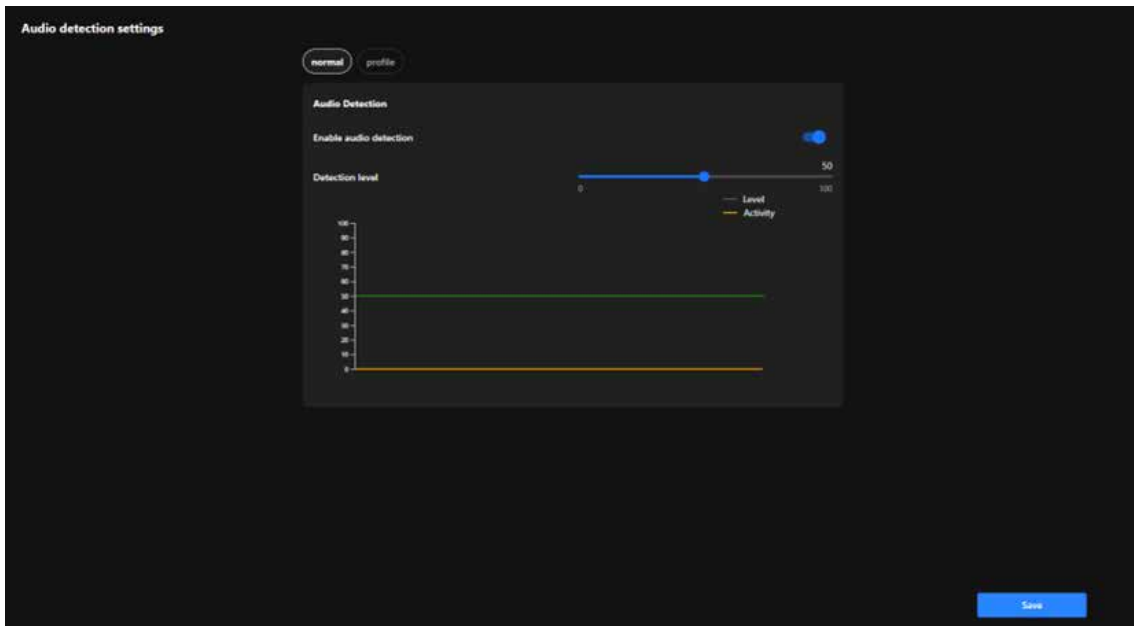 Audio detection settings
normal profile
Audio Detection
Enable audio detection
50
Detection level
0 100
Level
Activity
100
90
80
70
60
50
40
30
20
10
0
Save